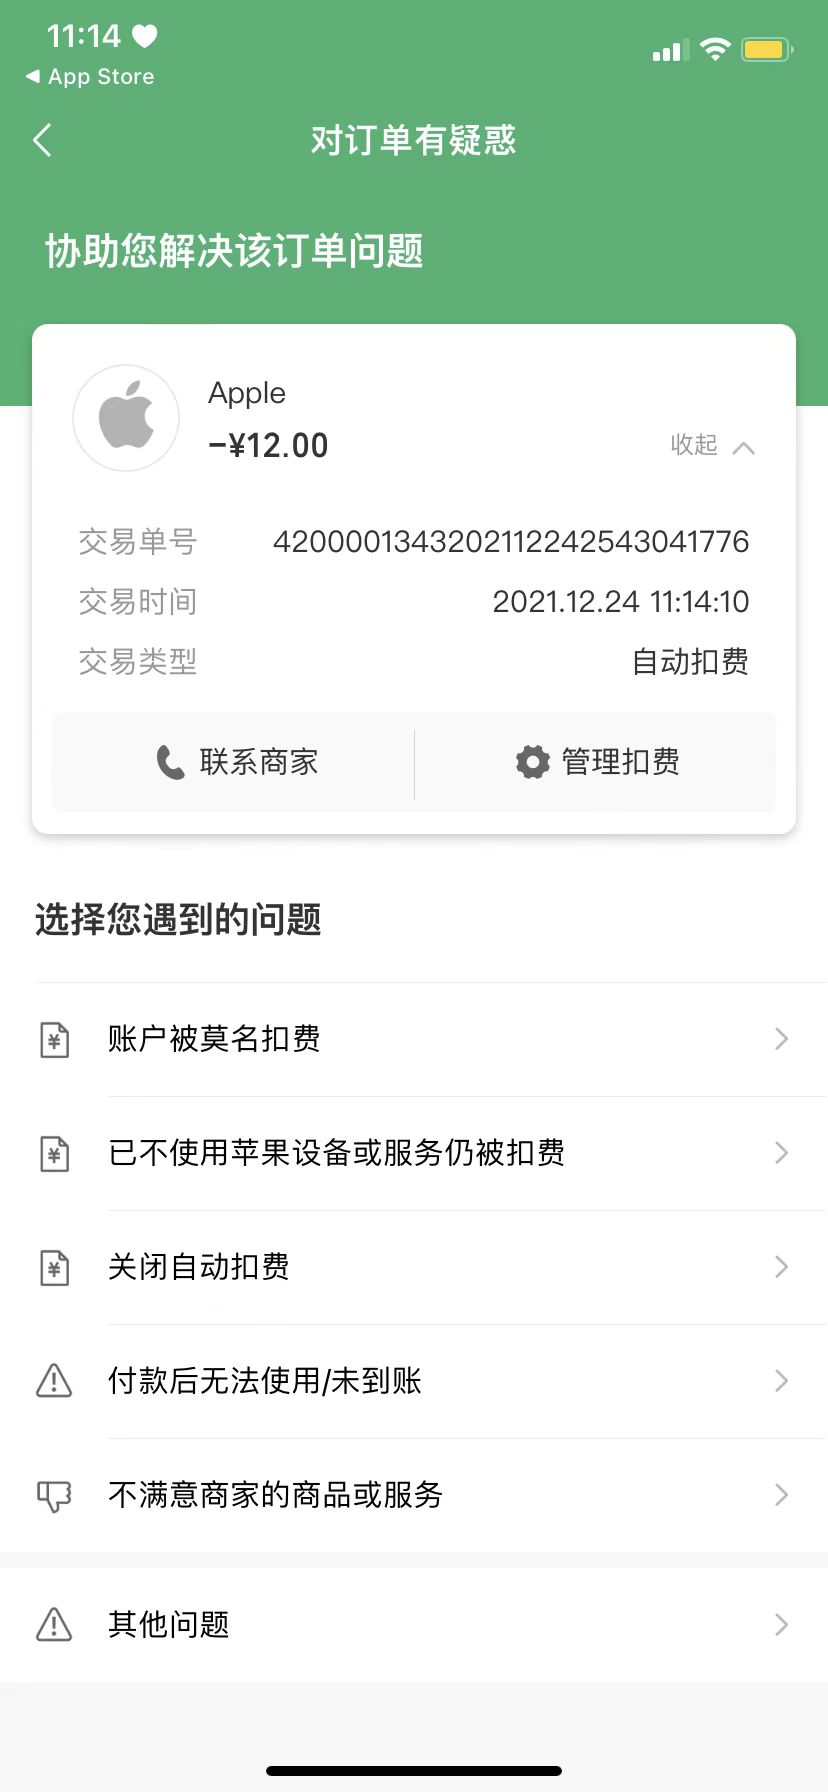 11:14
App Store
对订单有疑惑
协助您解决该订单问题
Apple
-¥12.00
收起
交易单号 4200001343202112242543041776
交易时间 2021.12.24 11:14:10
交易类型 自动扣费
联系商家 管理扣费
选择您遇到的问题
账户被莫名扣费
已不使用苹果设备或服务仍被扣费
关闭自动扣费
付款后无法使用/未到账
不满意商家的商品或服务
其他问题